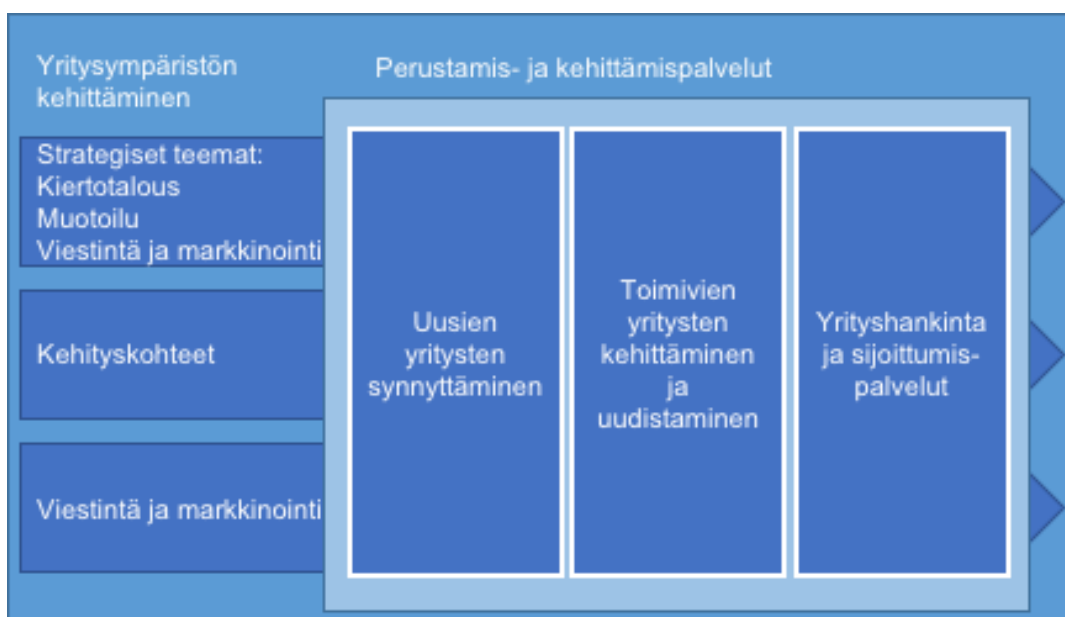 Yritysympäristön
kehittäminen
Perustamis- ja kehittämispalvelut
Strategiset teemat:
Kiertotalous
Muotoilu
Viestintä ja markkinointi
Kehityskohteet
Viestintä ja markkinointi
Uusien
yritysten
synnyttäminen
Toimivien
yritysten
kehittäminen
ja
uudistaminen
Yrityshankinta
ja sijoittumis-
palvelut